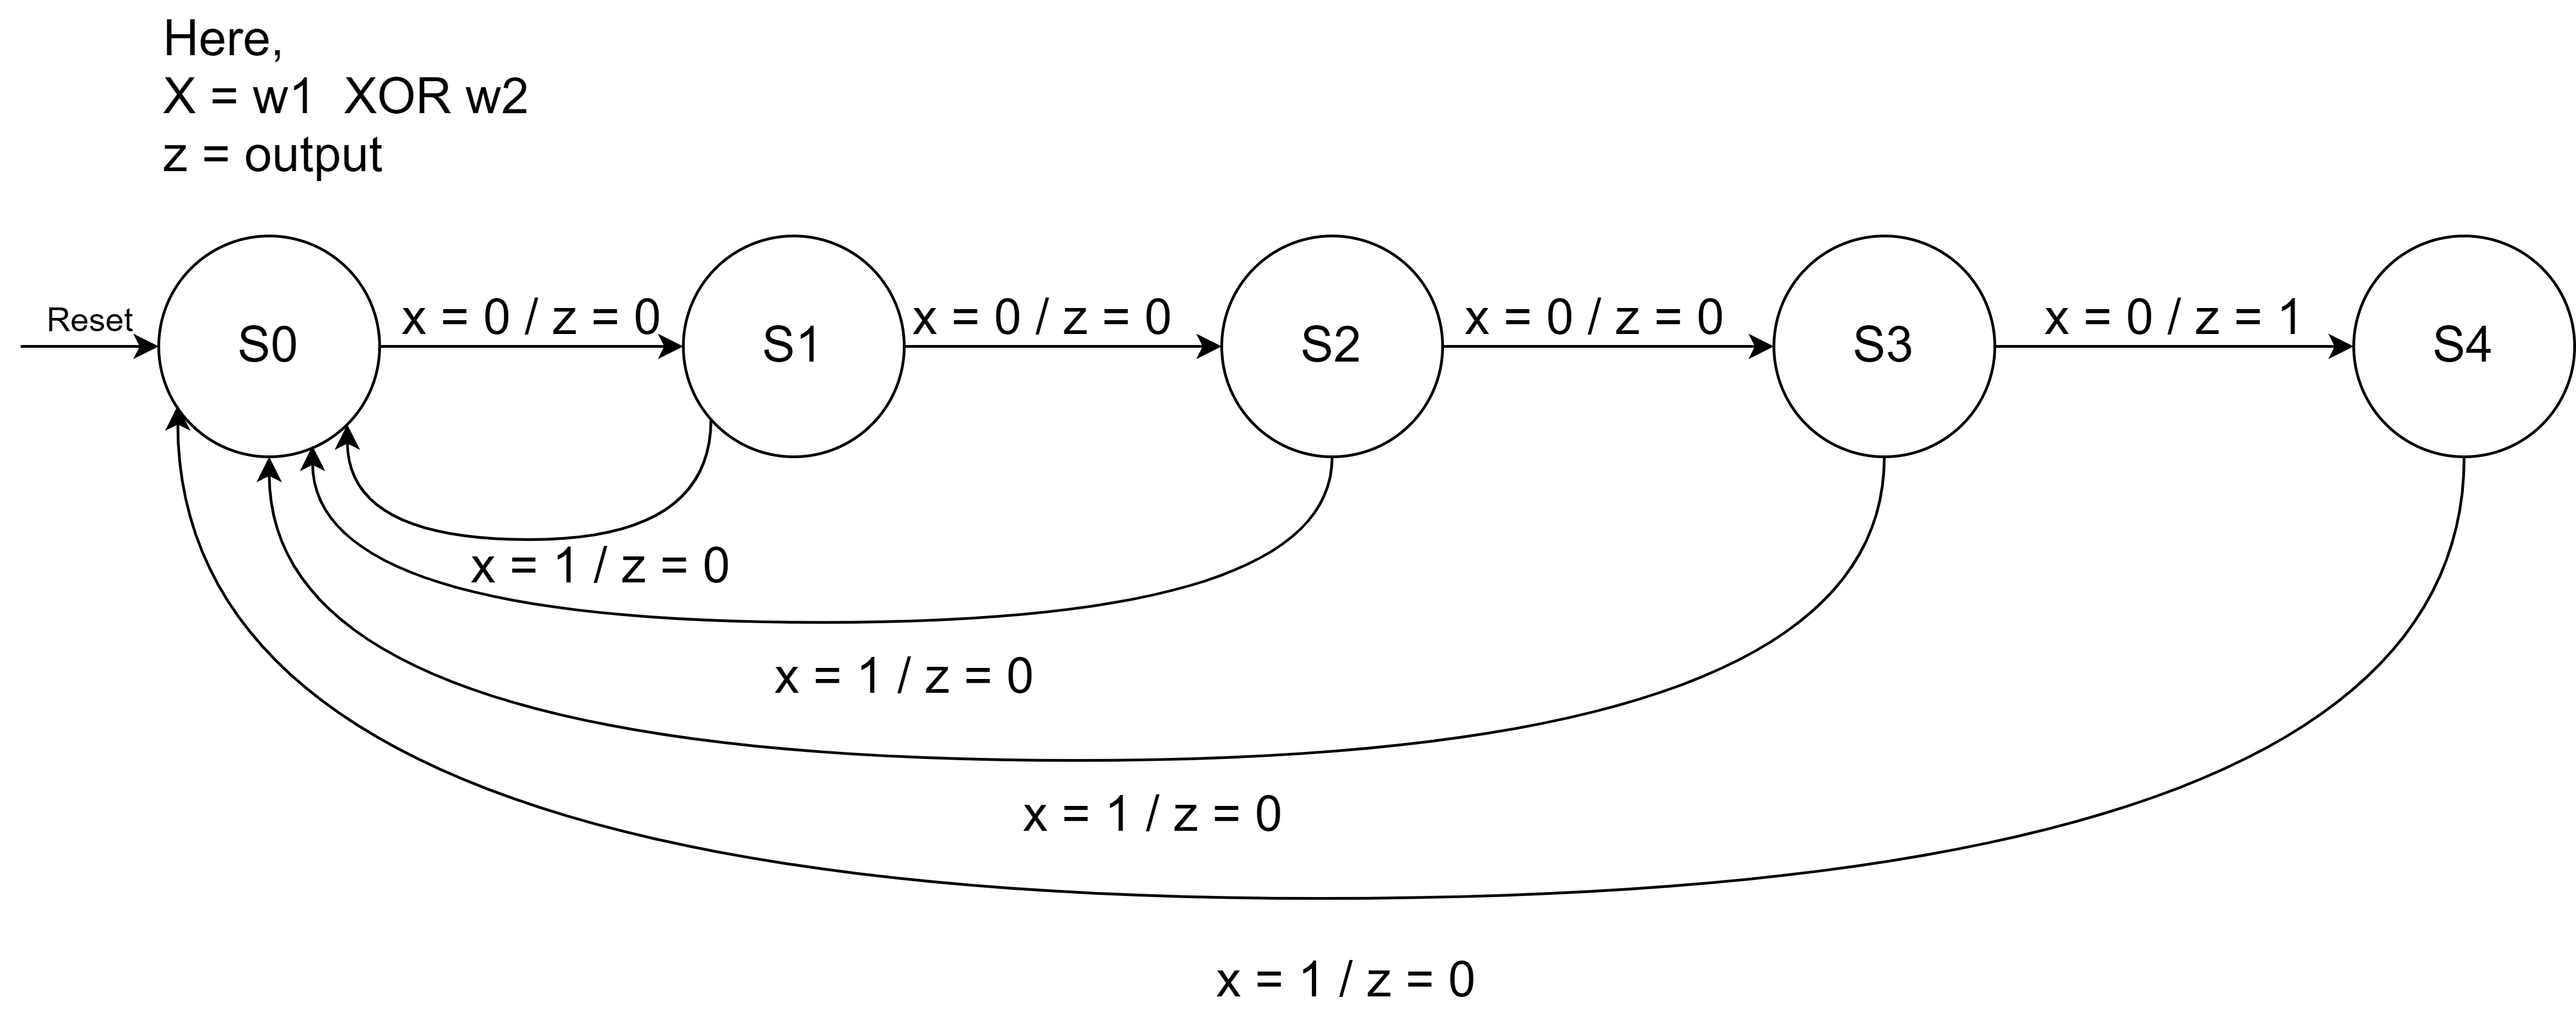 Here,
X = w1  XOR w2
z = output
Reset
S0
x = 0 / z = 0
S1
x = 0 / z = 0
S2
x = 0 / z = 0
S3
x = 0 / z = 1
S4
x = 1 / z = 0
x = 1 / z = 0
x = 1 / z = 0
x = 1 / z = 0